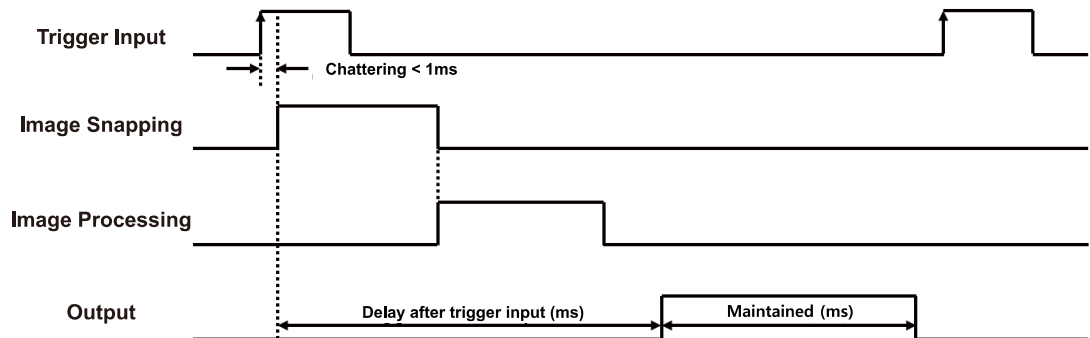 Trigger Input
Chattering < 1ms
Image Snapping
Image Processing
Output
Delay after trigger input (ms)
Maintained (ms)